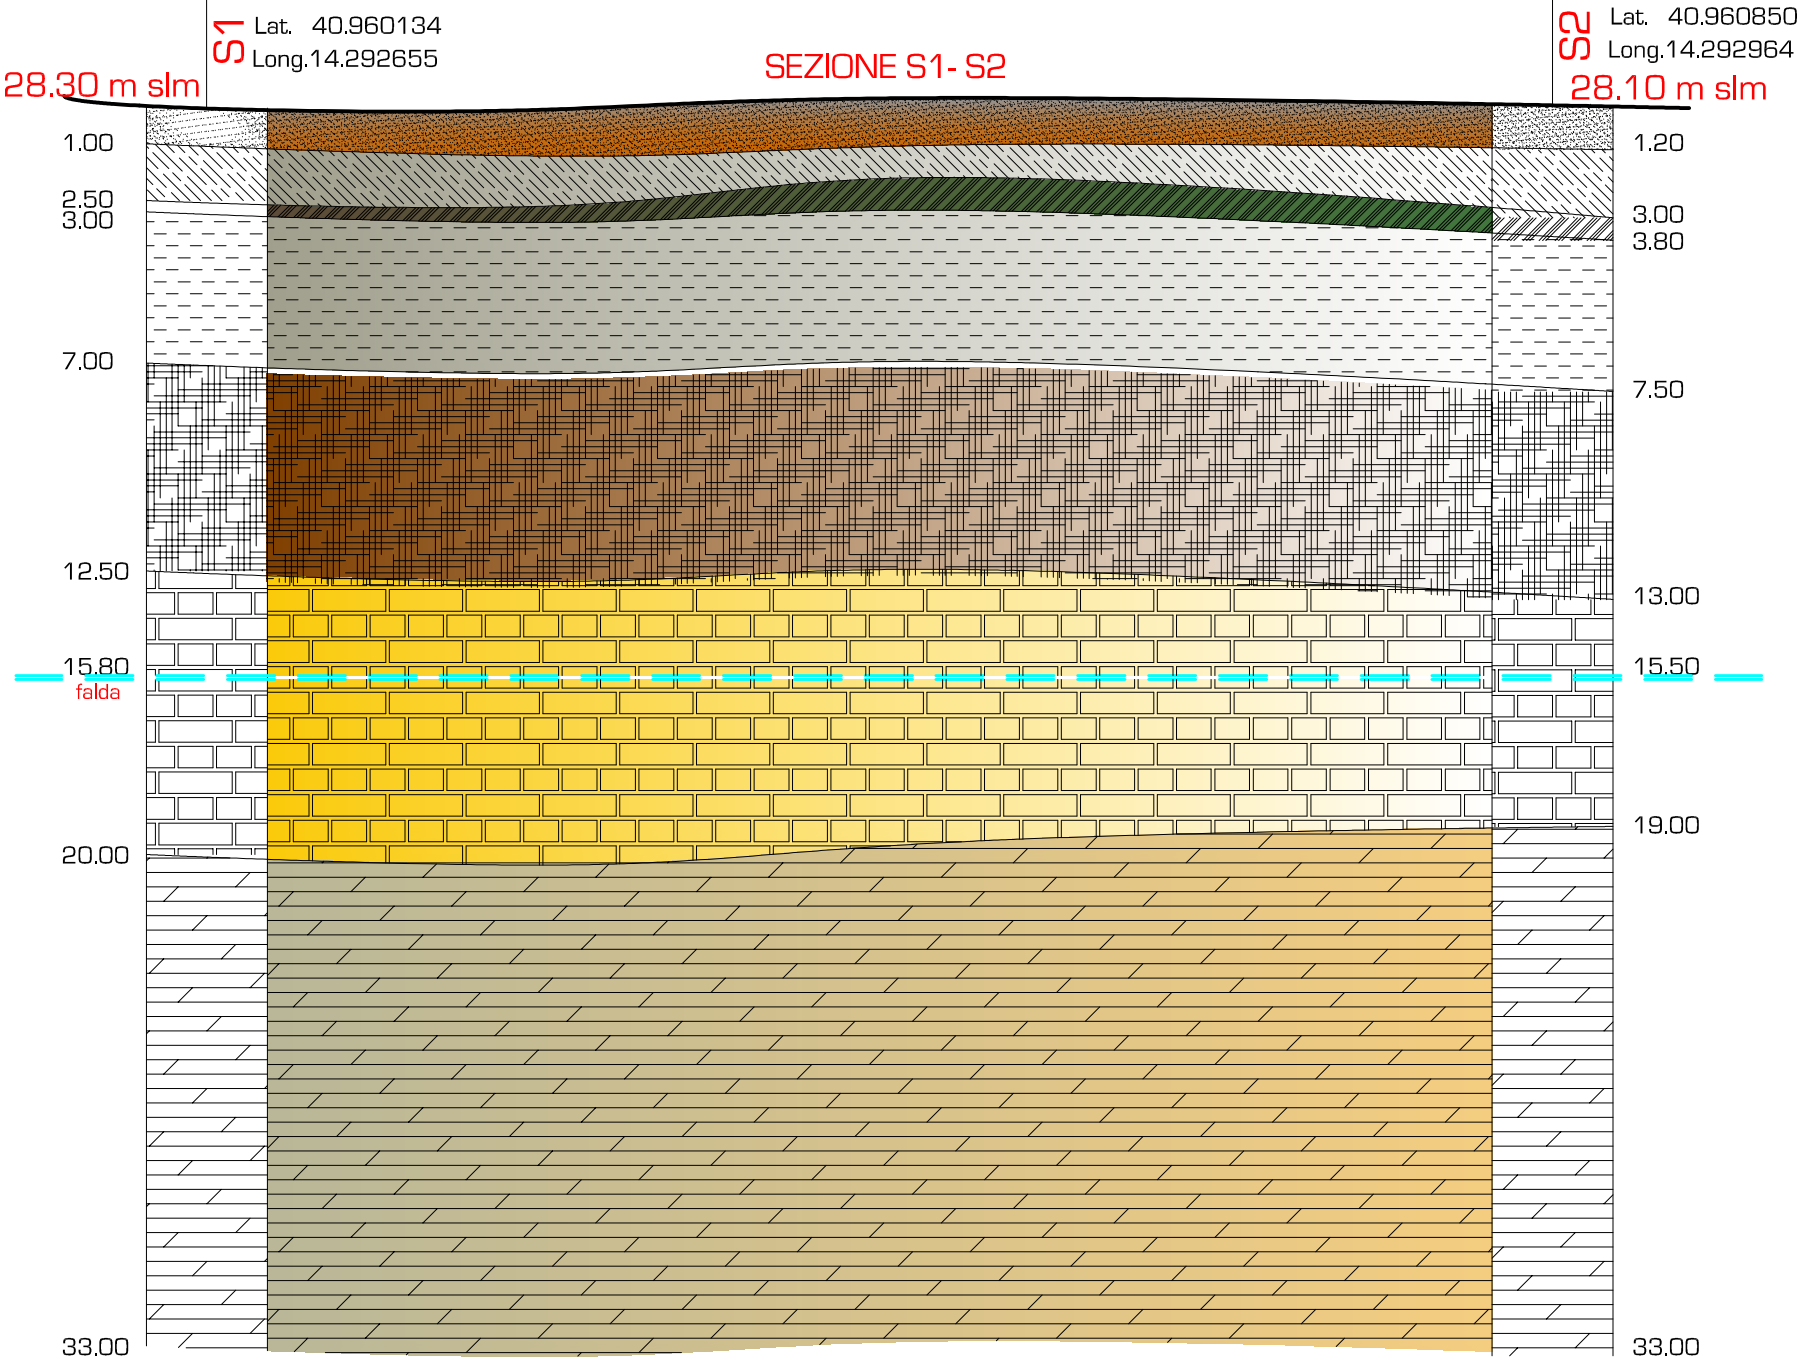 S1
Lat. 40.960134
Long.14.292655
28.30 m slm
SEZIONE S1- S2
S2
Lat. 40.960850
Long.14.292964
28.10 m slm
1.00
2.50
3.00
7.00
12.50
15.80
falda
20.00
33.00
1.20
3.00
3.80
7.50
13.00
15.50
19.00
33.00